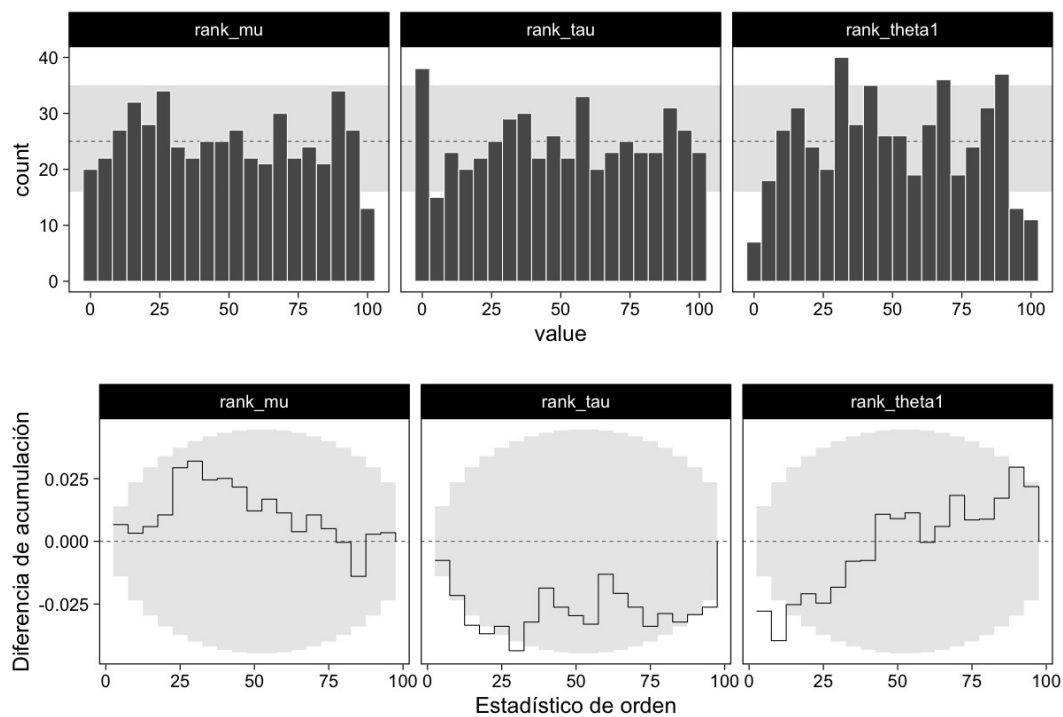 rank_mu rank_tau rank_theta1
40
30
20
10
0
count
0 25 50 75 100 0 25 50 75 100 0 25 50 75 100
value
rank_mu rank_tau rank_theta1
0.025
0.000
-0.025
Diferencia de acumulación
0 25 50 75 100 0 25 50 75 100 0 25 50 75 100
Estadístico de orden